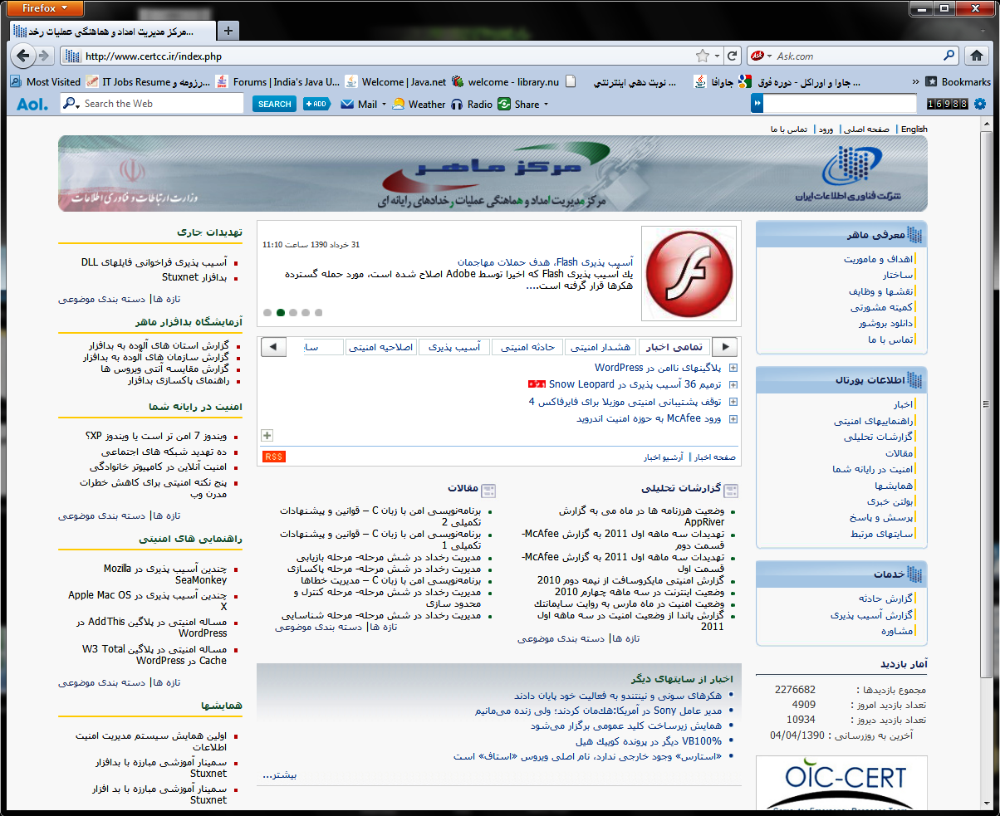 Firefox
مرکز مدیریت امداد و هماهنگی عملیات رخد...
http://www.certcc.ir/index.php
Ask.com
Most Visited
IT Jobs Resume و رزومه...
Forums | India's Java U...
Welcome | Java.net
welcome - library.nu
نوبت دهي اينترنتي ...
جاوافا
جاوا و اوراکل - دوره فوق ...
Bookmarks
Aol.
Search the Web
SEARCH
+ ADD
Mail
Weather
Radio
Share
16988
English | صفحه اصلی | ورود | تماس با ما
شرکت فناوری اطلاعات ایران
مرکز ماهر
مرکز مدیریت امداد و هماهنگی عملیات رخدادهای رایانه ای
وزارت ارتباطات و فناوری اطلاعات
معرفی ماهر
اهداف و ماموریت
ساختار
نقشها و وظایف
کمیته مشورتی
دانلود بروشور
تماس با ما
اطلاعات پورتال
اخبار
راهنماییهای امنیتی
گزارشات تحلیلی
مقالات
امنیت در رایانه شما
همایشها
بولتن خبری
پرسش و پاسخ
سایتهای مرتبط
خدمات
گزارش حادثه
گزارش آسیب پذیری
مشاوره
آمار بازدید
مجموع بازدیدها : 2276682
تعداد بازدید امروز : 4909
تعداد بازدید دیروز : 10934
آخرین به روزرسانی : 04/04/1390
OIC-CERT
31 خرداد 1390 ساعت 11:10
آسیب پذیری Flash، هدف حملات مهاجمان
یك آسیب پذیری Flash که اخیرا توسط Adobe اصلاح شده است، مورد حمله گسترده
هکرها قرار گرفته است....
تمامی اخبار
هشدار امنیتی
حادثه امنیتی
آسیب پذیری
اصلاحیه امنیتی
سایـ
پلاگینهای ناامن در WordPress
ترمیم 36 آسیب پذیری در Snow Leopard
توقف پشتیبانی امنیتی موزیلا برای فایرفاکس 4
ورود McAfee به حوزه امنیت اندروید
RSS
صفحه اخبار | آرشیو اخبار
گزارشات تحلیلی
وضعیت هرزنامه ها در ماه می به گزارش
AppRiver
تهدیدات سه ماهه اول 2011 به گزارش McAfee-
قسمت دوم
تهدیدات سه ماهه اول 2011 به گزارش McAfee-
قسمت اول
گزارش امنیتی مایکروسافت از نیمه دوم 2010
وضعیت اینترنت در سه ماهه چهارم 2010
وضعیت امنیت در ماه مارس به روایت سایمانتك
گزارش پاندا از وضعیت امنیت در سه ماهه اول
2011
تازه ها| دسته بندی موضوعی
مقالات
برنامه‌نویسی امن با زبان C – قوانین و پیشنهادات
تکمیلی 2
برنامه‌نویسی امن با زبان C – قوانین و پیشنهادات
تکمیلی 1
مدیریت رخداد در شش مرحله- مرحله بازیابی
مدیریت رخداد در شش مرحله- مرحله پاکسازی
برنامه‌نویسی امن با زبان C – مدیریت خطاها
مدیریت رخداد در شش مرحله- مرحله کنترل و
محدود سازی
مدیریت رخداد در شش مرحله- مرحله شناسایی
تازه ها| دسته بندی موضوعی
اخبار از سایتهای دیگر
هکرهای سونی و نینتندو به فعالیت خود پایان دادند
مدیر عامل Sony در آمریکا:هك‌مان کردند؛ ولی زنده می‌مانیم
همایش زیرساخت کلید عمومی برگزار می‌شود
VB100% دیگر در پرونده کوییك هیل
«استارس» وجود خارجی ندارد، نام اصلی ویروس «استاف» است
بیشتر...
تهدیدات جاری
آسیب پذیری فراخوانی فایلهای DLL
بدافزار Stuxnet
تازه ها| دسته بندی موضوعی
آزمایشگاه بدافزار ماهر
گزارش استان های آلوده به بدافزار
گزارش سازمان های آلوده به بدافزار
گزارش مقایسه آنتی ویروس ها
راهنمای پاکسازی بدافزار
امنیت در رایانه شما
ویندوز 7 امن تر است یا ویندوز XP؟
ده تهدید شبکه های اجتماعی
امنیت آنلاین در کامپیوتر خانوادگی
پنج نکته امنیتی برای کاهش خطرات
مدرن وب
تازه ها| دسته بندی موضوعی
راهنمایی های امنیتی
چندین آسیب پذیری در Mozilla
SeaMonkey
چندین آسیب پذیری در Apple Mac OS
X
مساله امنیتی در پلاگین AddThis در
WordPress
مساله امنیتی در پلاگین W3 Total
Cache در WordPress
تازه ها| دسته بندی موضوعی
همایشها
اولین همایش سیستم مدیریت امنیت
اطلاعات
سمینار آموزشی مبارزه با بدافزار
Stuxnet
سمینار آموزشی مبارزه با بد افزار
Stuxnet